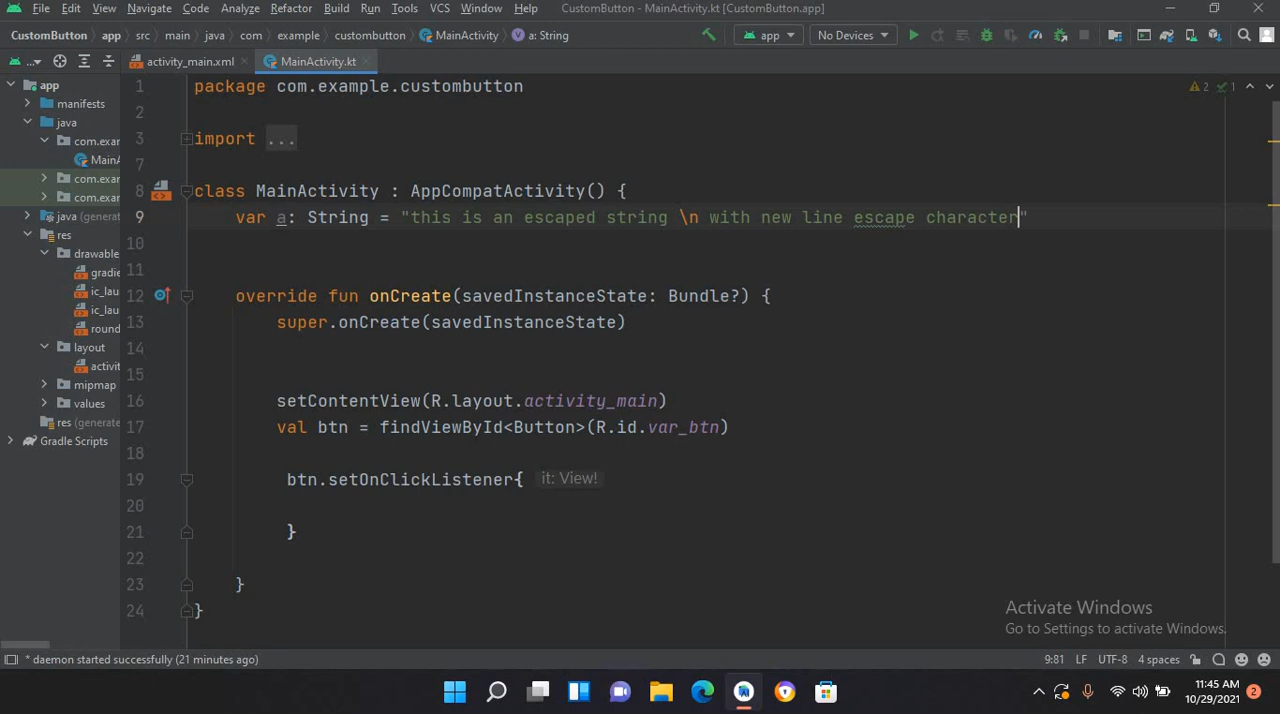 File Edit View Navigate Code Analyze Refactor Build Run Tools VCS Window Help CustomButton - MainActivity.kt [CustomButton.app]
CustomButton app src main java com example custombutton MainActivity a: String app No Devices
... activity_main.xml MainActivity.kt
app
manifests
java
com.exar
MainA
com.exar
com.exar
java (generat
res
drawable
gradie
ic_lau
ic_lau
round
layout
activit
mipmap
values
res (generate
Gradle Scripts
1 package com.example.custombutton
2
3 import ...
7
8 class MainActivity : AppCompatActivity() {
9 var a: String = "this is an escaped string \n with new line escape character"
10
11
12 override fun onCreate(savedInstanceState: Bundle?) {
13 super.onCreate(savedInstanceState)
14
15
16 setContentView(R.layout.activity_main)
17 val btn = findViewById<Button>(R.id.var_btn)
18
19 btn.setOnClickListener{ it: View!
20
21 }
22
23 }
24 }
2 1
Activate Windows
Go to Settings to activate Windows.
* daemon started successfully (21 minutes ago) 9:81 LF UTF-8 4 spaces
11:45 AM
10/29/2021 2